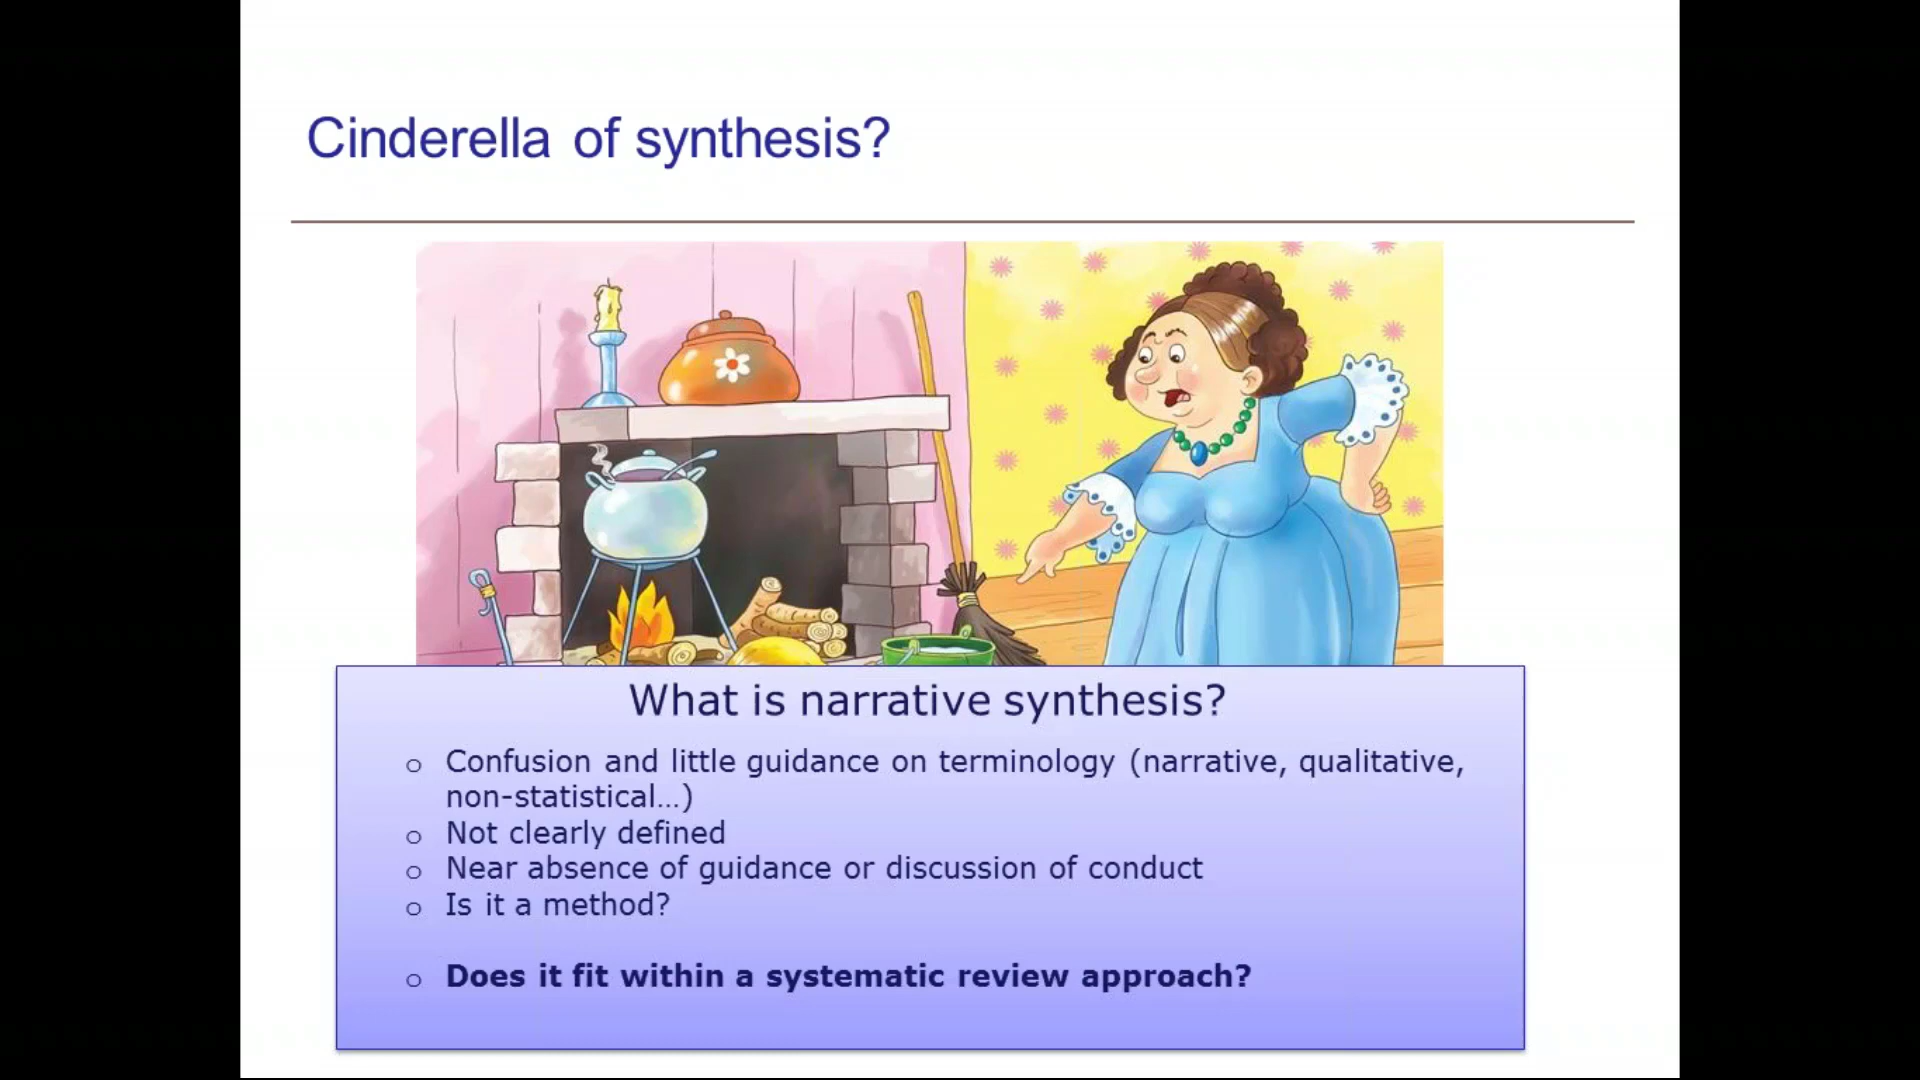 Cinderella of synthesis?
What is narrative synthesis?
o Confusion and little guidance on terminology (narrative, qualitative,
non-statistical...)
o Not clearly defined
o Near absence of guidance or discussion of conduct
o Is it a method?
o Does it fit within a systematic review approach?